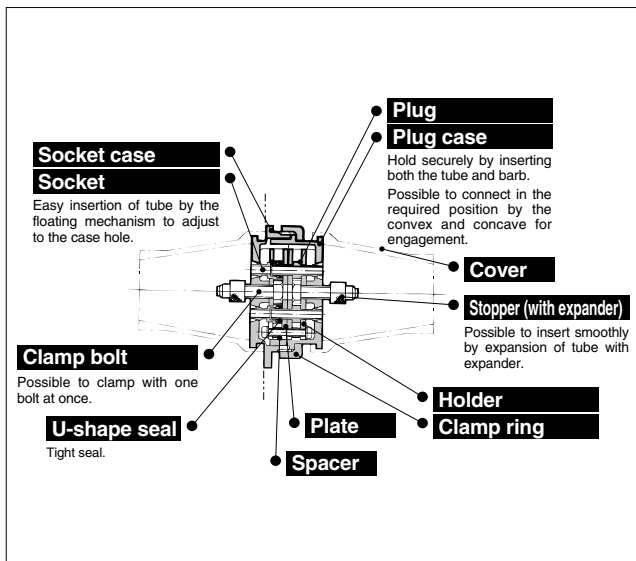 Plug
Plug case
Hold securely by inserting
both the tube and barb.
Possible to connect in the
required position by the
convex and concave for
engagement.
Socket case
Socket
Easy insertion of tube by the
floating mechanism to adjust
to the case hole.
Cover
Stopper (with expander)
Possible to insert smoothly
by expansion of tube with
expander.
Clamp bolt
Possible to clamp with one
bolt at once.
Holder
U-shape seal
Tight seal.
Plate
Clamp ring
Spacer